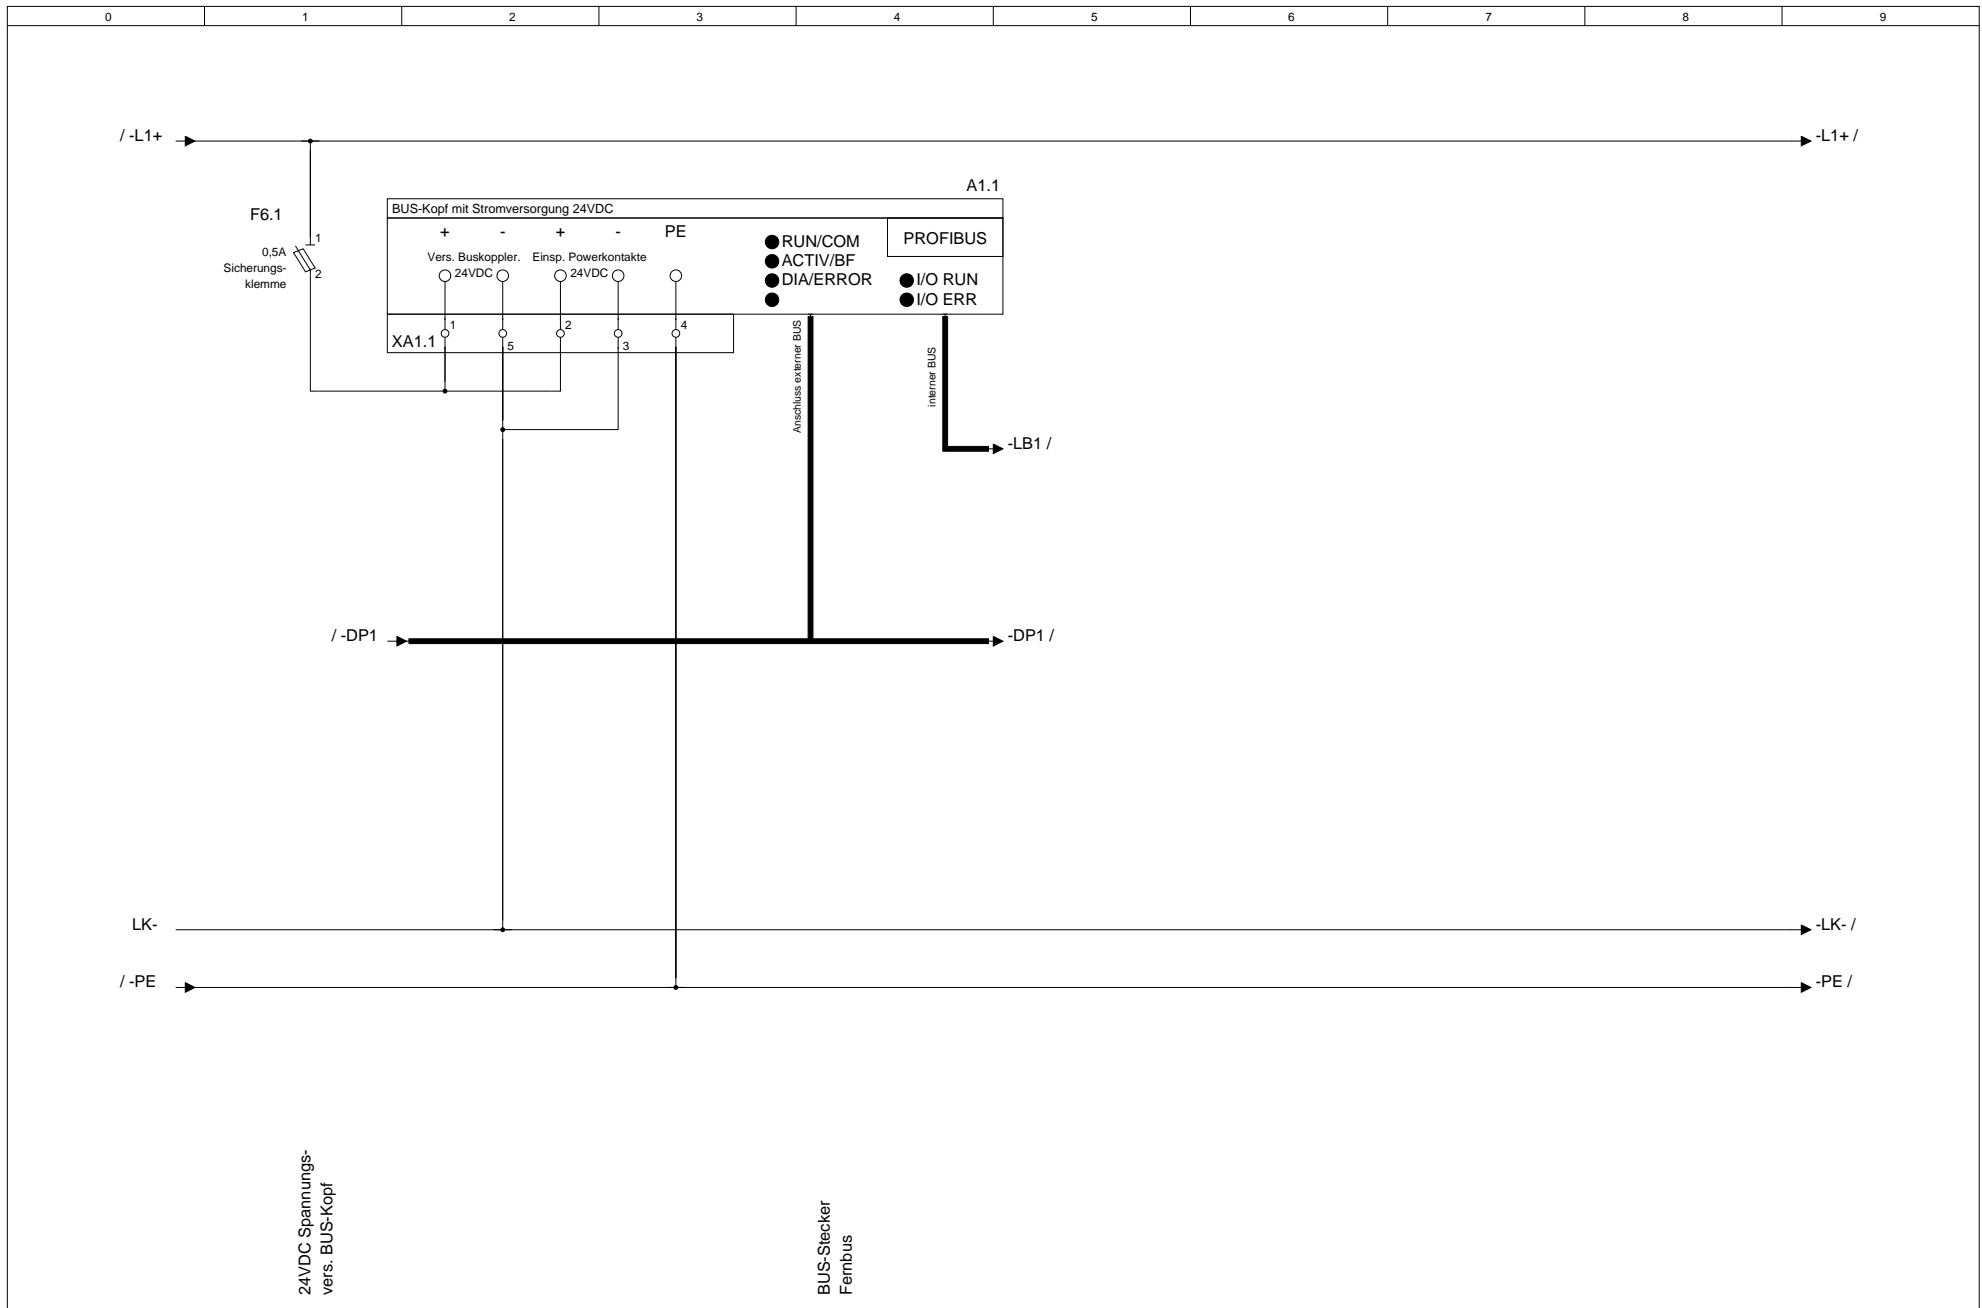 0 1 2 3 4 5 6 7 8 9
/ -L1+
-L1+ /
A1.1
F6.1
BUS-Kopf mit Stromversorgung 24VDC
+ - + - PE
PROFIBUS
RUN/COM
ACTIV/BF
DIA/ERROR
I/O RUN
I/O ERR
1
0,5A
Sicherungs-
klemme
2
Vers. Buskoppler.
24VDC
Einsp. Powerkontakte
24VDC
XA1.1
1
5
2
3
4
Anschluss externer BUS
interner BUS
-LB1 /
/ -DP1
-DP1 /
LK-
-LK- /
/ -PE
-PE /
24VDC Spannungs-
vers. BUS-Kopf
BUS-Stecker
Fernbus